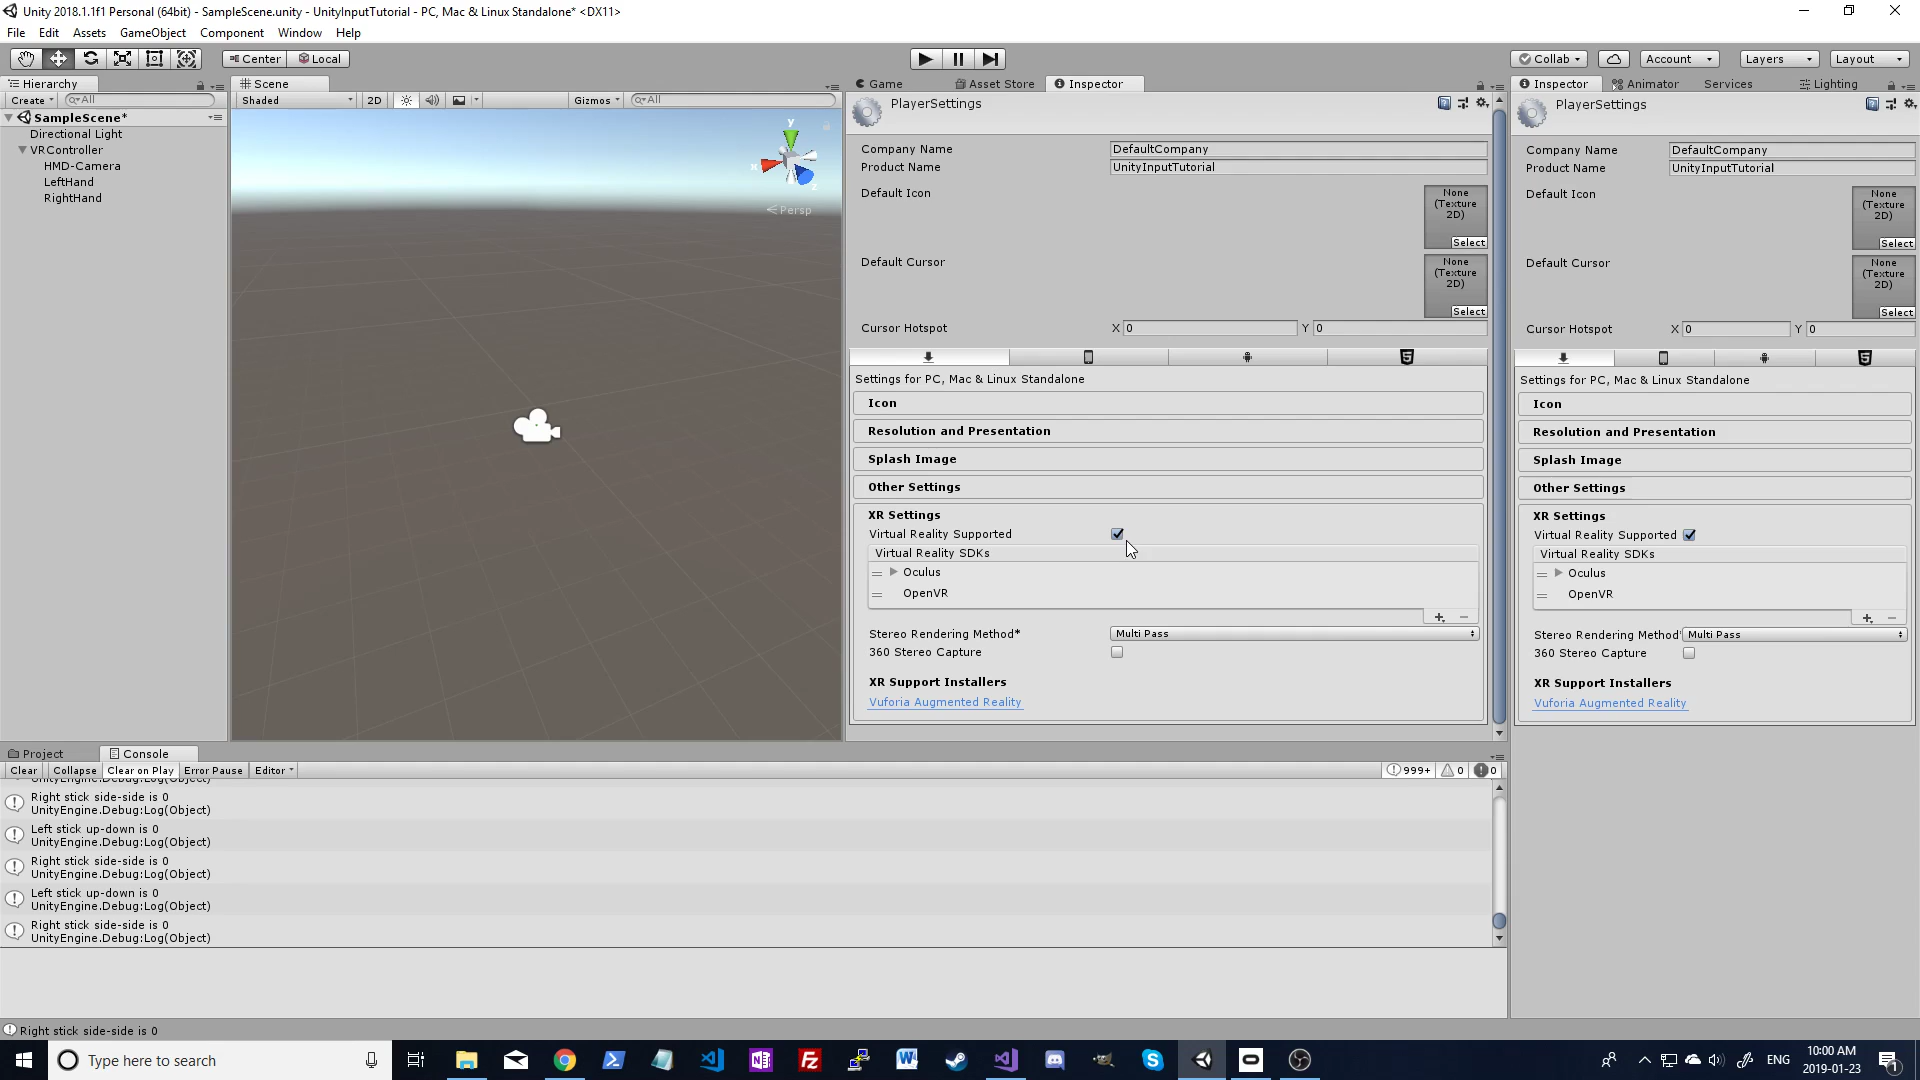 Unity 2018.1.1f1 Personal (64bit) - SampleScene.unity - UnityInputTutorial - PC, Mac & Linux Standalone* <DX11>
File Edit Assets GameObject Component Window Help
Center Local
Collab Account Layers Layout
Hierarchy
Create All
SampleScene*
Directional Light
VRController
HMD-Camera
LeftHand
RightHand
Scene
Shaded 2D Gizmos All
y
x
z
Persp
Game Asset Store Inspector
PlayerSettings
Company Name DefaultCompany
Product Name UnityInputTutorial
Default Icon
None
(Texture
2D)
Select
Default Cursor
None
(Texture
2D)
Select
Cursor Hotspot X 0 Y 0
Settings for PC, Mac & Linux Standalone
Icon
Resolution and Presentation
Splash Image
Other Settings
XR Settings
Virtual Reality Supported
Virtual Reality SDKs
Oculus
OpenVR
Stereo Rendering Method* Multi Pass
360 Stereo Capture
XR Support Installers
Vuforia Augmented Reality
Inspector Animator Services Lighting
PlayerSettings
Company Name DefaultCompany
Product Name UnityInputTutorial
Default Icon
None
(Texture
2D)
Select
Default Cursor
None
(Texture
2D)
Select
Cursor Hotspot X 0 Y 0
Settings for PC, Mac & Linux Standalone
Icon
Resolution and Presentation
Splash Image
Other Settings
XR Settings
Virtual Reality Supported
Virtual Reality SDKs
Oculus
OpenVR
Stereo Rendering Method Multi Pass
360 Stereo Capture
XR Support Installers
Vuforia Augmented Reality
Project Console
Clear Collapse Clear on Play Error Pause Editor 999+ 0 0
UnityEngine.Debug:Log(Object)
Right stick side-side is 0
UnityEngine.Debug:Log(Object)
Left stick up-down is 0
UnityEngine.Debug:Log(Object)
Right stick side-side is 0
UnityEngine.Debug:Log(Object)
Left stick up-down is 0
UnityEngine.Debug:Log(Object)
Right stick side-side is 0
UnityEngine.Debug:Log(Object)
Right stick side-side is 0
Type here to search
ENG
10:00 AM
2019-01-23
1